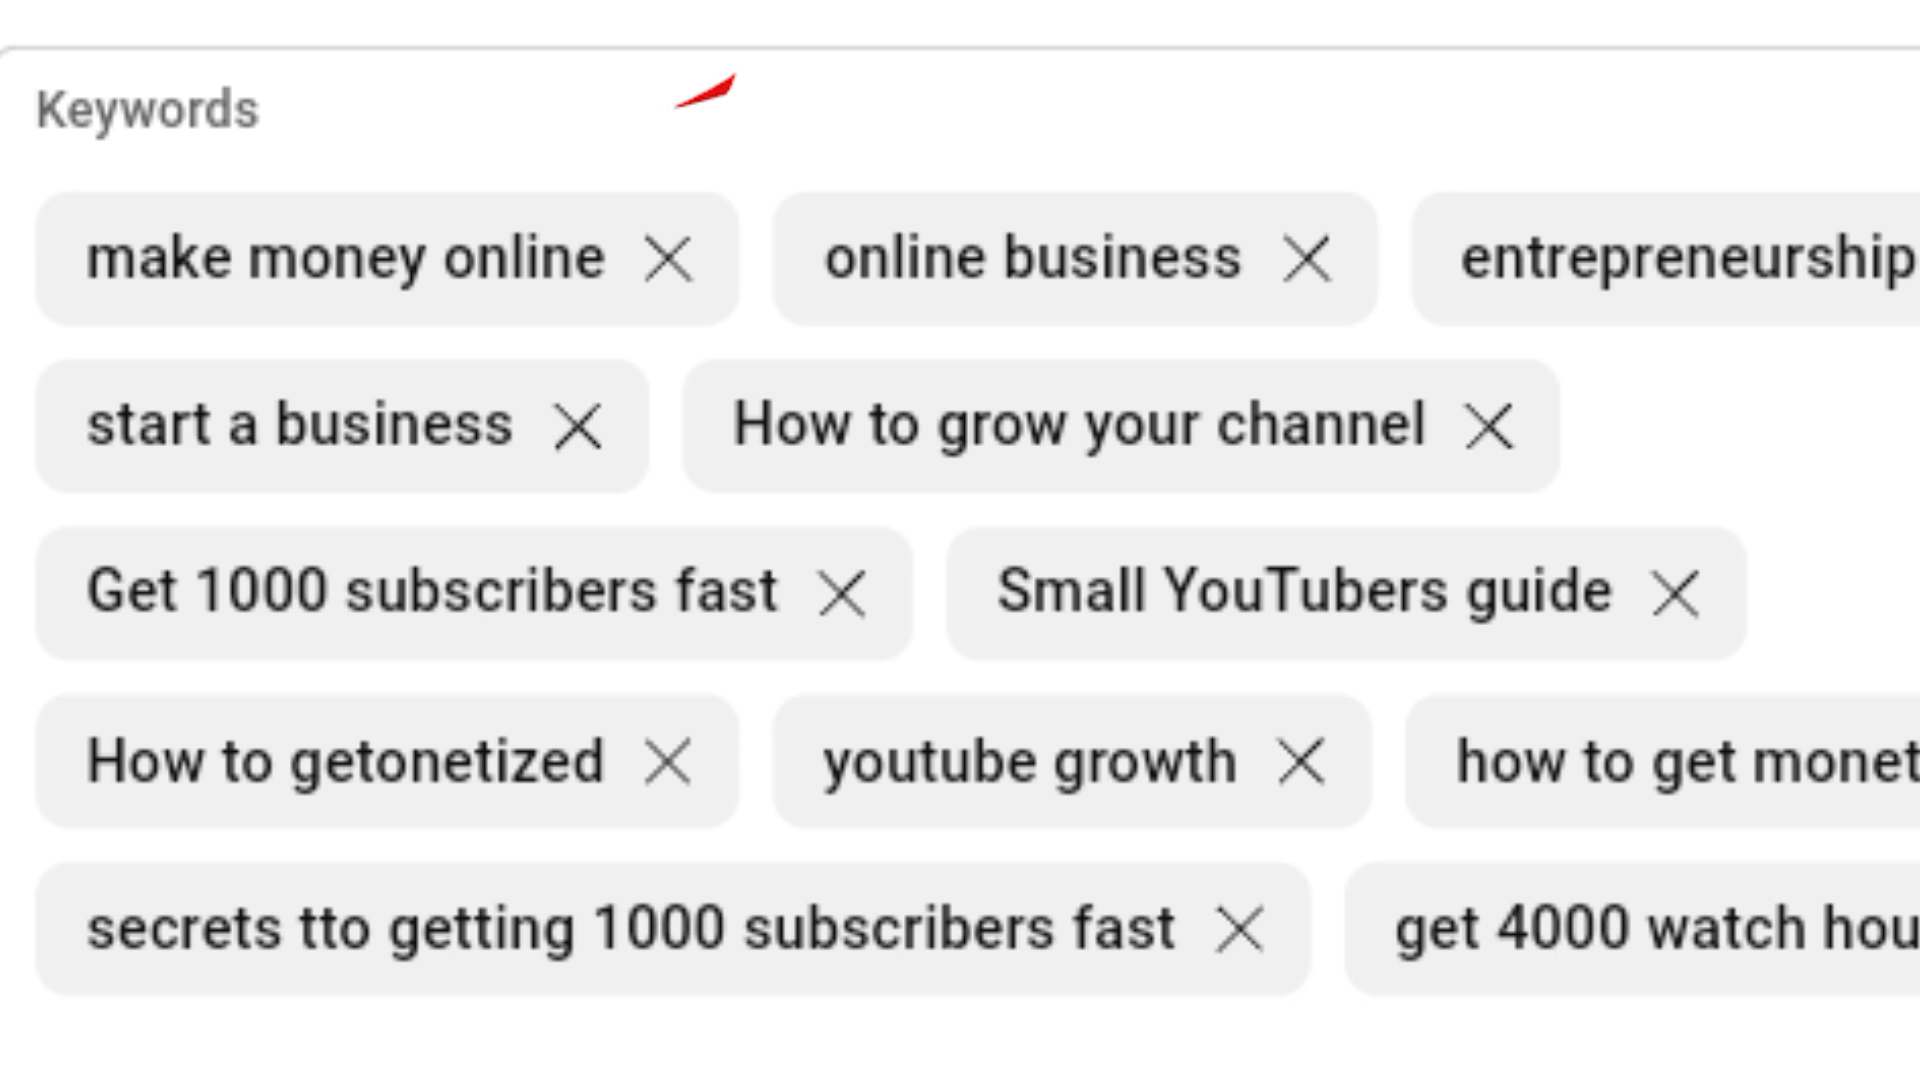 Keywords
make money online online business entrepreneurship
start a business How to grow your channel
Get 1000 subscribers fast Small YouTubers guide
How to getonetized youtube growth how to get monet
secrets tto getting 1000 subscribers fast get 4000 watch hou